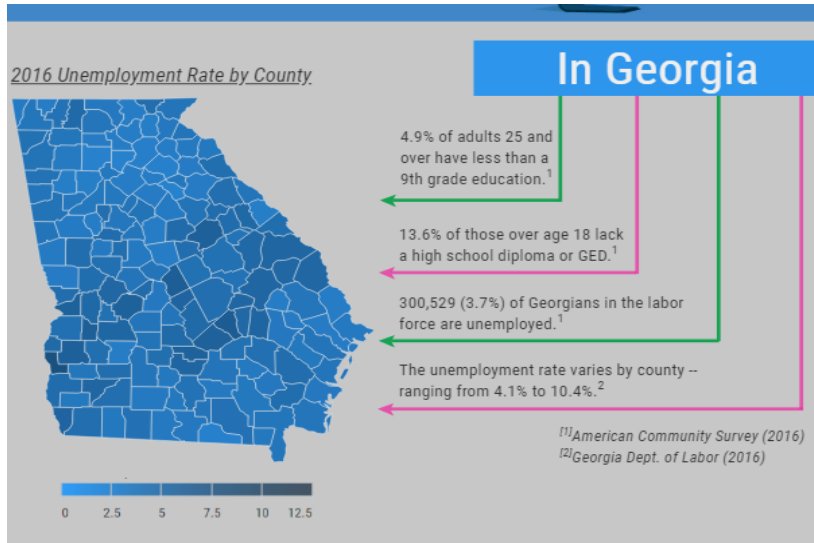 In Georgia
2016 Unemployment Rate by County
4.9% of adults 25 and
over have less than a
9th grade education.1
13.6% of those over age 18 lack
a high school diploma or GED.1
300,529 (3.7%) of Georgians in the labor
force are unemployed.1
The unemployment rate varies by county --
ranging from 4.1% to 10.4%.2
[1]American Community Survey (2016)
[2]Georgia Dept. of Labor (2016)
0 2.5 5 7.5 10 12.5